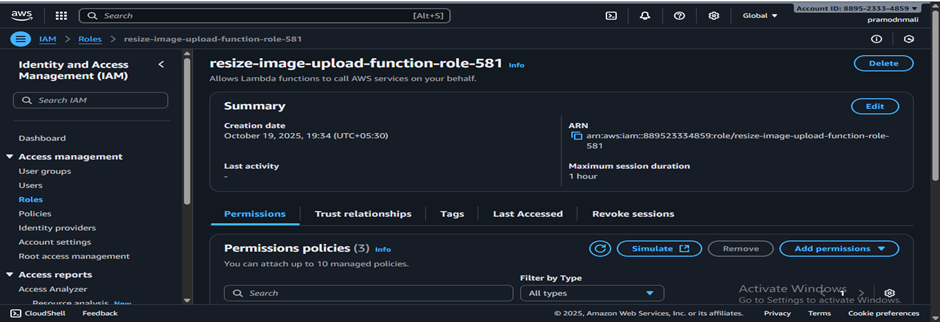 aws
Search
[Alt+S]
Global
Account ID: 8895-2333-4859
pramodnmali
IAM > Roles > resize-image-upload-function-role-581
Identity and Access
Management (IAM)
Search IAM
Dashboard
Access management
User groups
Users
Roles
Policies
Identity providers
Account settings
Root access management
Access reports
Access Analyzer
Resource analysis New
resize-image-upload-function-role-581 Info
Delete
Allows Lambda functions to call AWS services on your behalf.
Summary
Edit
Creation date
October 19, 2025, 19:34 (UTC+05:30)
ARN
arn:aws:iam::889523334859:role/resize-image-upload-function-role-
581
Last activity
-
Maximum session duration
1 hour
Permissions
Trust relationships
Tags
Last Accessed
Revoke sessions
Permissions policies (3) Info
Simulate
Remove
Add permissions
You can attach up to 10 managed policies.
Filter by Type
Search
All types
1
Activate Windows
Go to Settings to activate Windows.
CloudShell
Feedback
© 2025, Amazon Web Services, Inc. or its affiliates.
Privacy
Terms
Cookie preferences